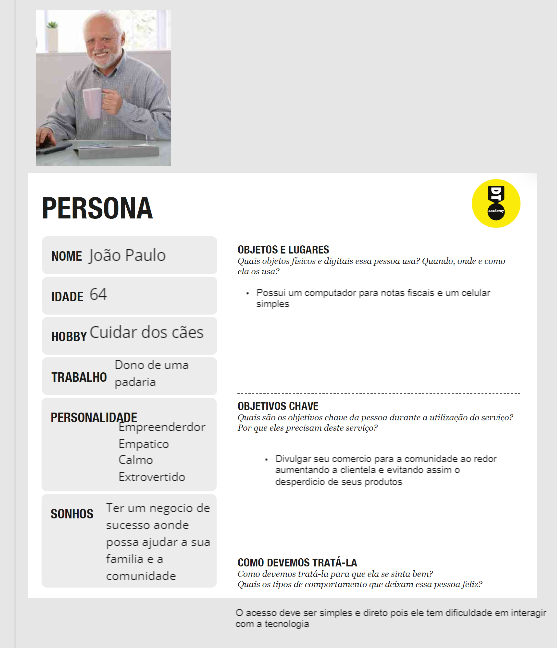 PERSONA
DT
academy
NOME João Paulo
IDADE 64
HOBBY Cuidar dos cães
TRABALHO Dono de uma
padaria
PERSONALIDADE
Empreenderdor
Empatico
Calmo
Extrovertido
SONHOS Ter um negocio de
sucesso aonde
possa ajudar a sua
família e a
comunidade
OBJETOS E LUGARES
Quais objetos físicos e digitais essa pessoa usa? Quando, onde e como
ela os usa?
• Possui um computador para notas fiscais e um celular
simples
OBJETIVOS CHAVE
Quais são os objetivos chave da pessoa durante a utilização do serviço?
Por que eles precisam deste serviço?
• Divulgar seu comercio para a comunidade ao redor
aumentando a clientela e evitando assim o
desperdicio de seus produtos
COMO DEVEMOS TRATÁ-LA
Como devemos tratá-la para que ela se sinta bem?
Quais os tipos de comportamento que deixam essa pessoa feliz?
O acesso deve ser simples e direto pois ele tem dificuldade em interagir
com a tecnologia